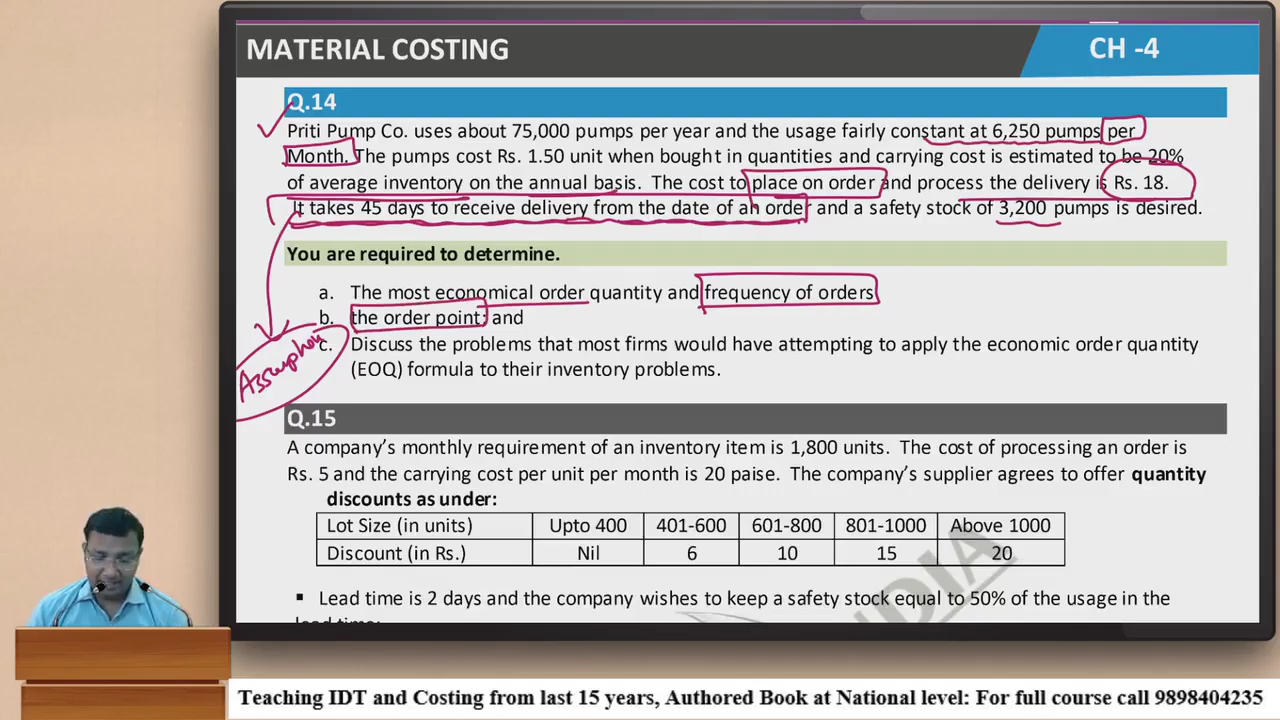 MATERIAL COSTING
CH -4
Q.14
Priti Pump Co. uses about 75,000 pumps per year and the usage fairly constant at 6,250 pumps per
Month. The pumps cost Rs. 1.50 unit when bought in quantities and carrying cost is estimated to be 20%
of average inventory on the annual basis. The cost to place on order and process the delivery is Rs. 18.
It takes 45 days to receive delivery from the date of an order and a safety stock of 3,200 pumps is desired.
You are required to determine.
a. The most economical order quantity and frequency of orders
b. the order point; and
c. Discuss the problems that most firms would have attempting to apply the economic order quantity
(EOQ) formula to their inventory problems.
Assumption
Q.15
A company's monthly requirement of an inventory item is 1,800 units. The cost of processing an order is
Rs. 5 and the carrying cost per unit per month is 20 paise. The company's supplier agrees to offer quantity
discounts as under:
Lot Size (in units) Upto 400 401-600 601-800 801-1000 Above 1000
Discount (in Rs.) Nil 6 10 15 20
▪ Lead time is 2 days and the company wishes to keep a safety stock equal to 50% of the usage in the
lead time;
INDIA
Teaching IDT and Costing from last 15 years, Authored Book at National level: For full course call 9898404235